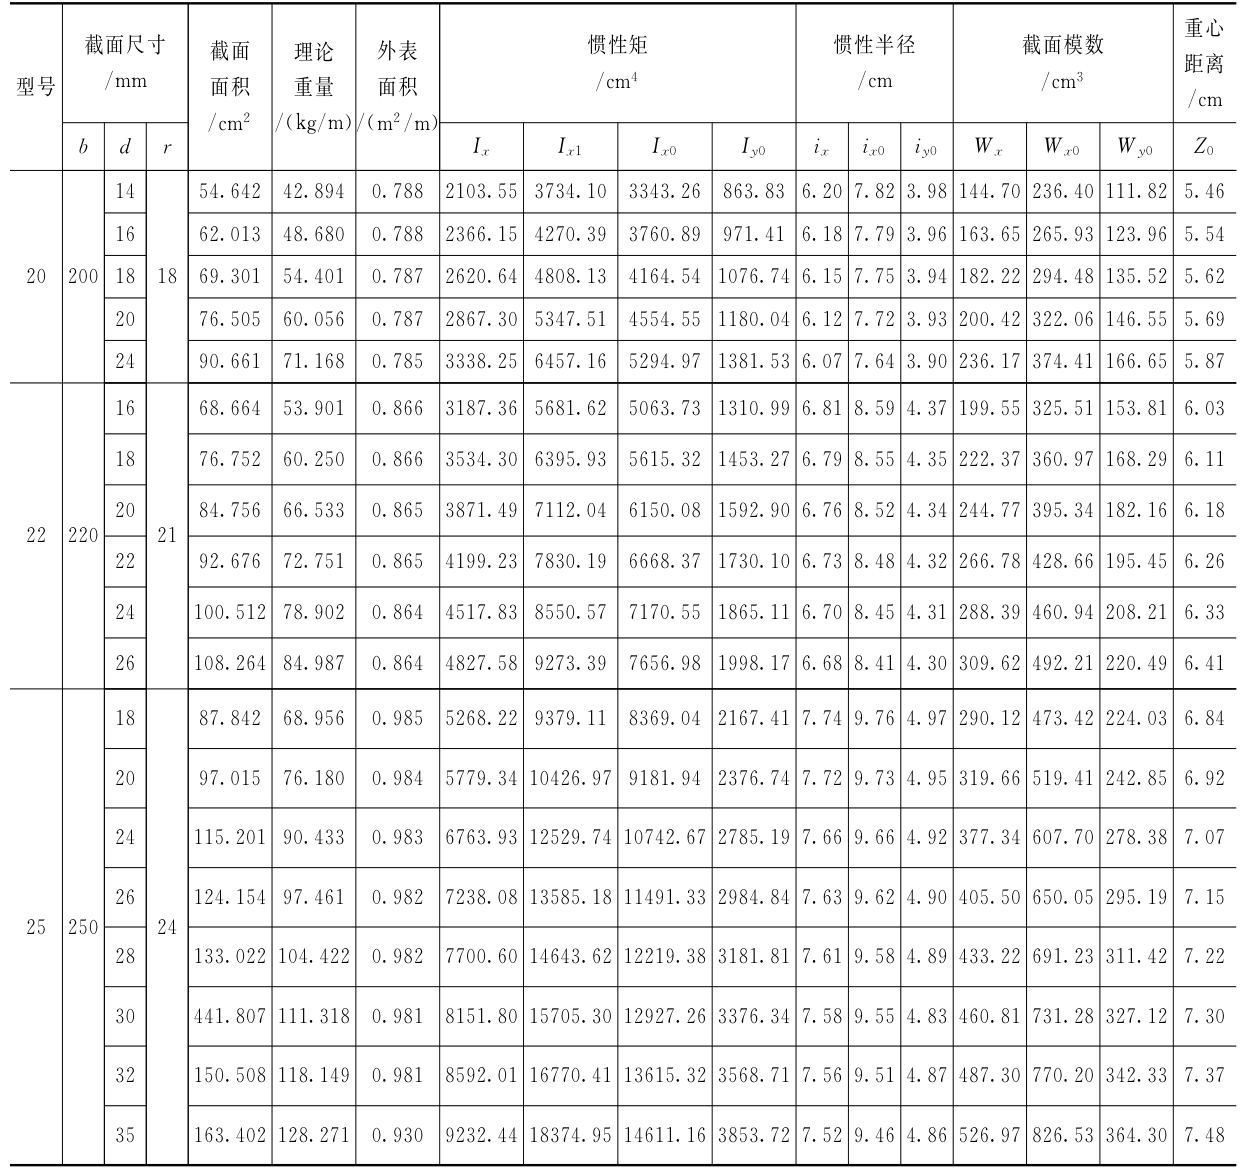 型号 截面尺寸/mm 截面面积/cm² 理论重量/(kg/m) 外表面积/(m²/m) 惯性矩/cm⁴ 惯性半径/cm 截面模数/cm³ 重心距离/cm
b d r Iₓ Iₓ₁ Iₓ₀ I_y0 iₓ iₓ₀ i_y0 Wₓ Wₓ₀ W_y0 Z₀
20 200 18
14 54.642 42.894 0.788 2103.55 3734.10 3343.26 863.83 6.20 7.82 3.98 144.70 236.40 111.82 5.46
16 62.013 48.680 0.788 2366.15 4270.39 3760.89 971.41 6.18 7.79 3.96 163.65 265.93 123.96 5.54
18 69.301 54.401 0.787 2620.64 4808.13 4164.54 1076.74 6.15 7.75 3.94 182.22 294.48 135.52 5.62
20 76.505 60.056 0.787 2867.30 5347.51 4554.55 1180.04 6.12 7.72 3.93 200.42 322.06 146.55 5.69
24 90.661 71.168 0.785 3338.25 6457.16 5294.97 1381.53 6.07 7.64 3.90 236.17 374.41 166.65 5.87
22 220 21
16 68.664 53.901 0.866 3187.36 5681.62 5063.73 1310.99 6.81 8.59 4.37 199.55 325.51 153.81 6.03
18 76.752 60.250 0.866 3534.30 6395.93 5615.32 1453.27 6.79 8.55 4.35 222.37 360.97 168.29 6.11
20 84.756 66.533 0.865 3871.49 7112.04 6150.08 1592.90 6.76 8.52 4.34 244.77 395.34 182.16 6.18
22 92.676 72.751 0.865 4199.23 7830.19 6668.37 1730.10 6.73 8.48 4.32 266.78 428.66 195.45 6.26
24 100.512 78.902 0.864 4517.83 8550.57 7170.55 1865.11 6.70 8.45 4.31 288.39 460.94 208.21 6.33
26 108.264 84.987 0.864 4827.58 9273.39 7656.98 1998.17 6.68 8.41 4.30 309.62 492.21 220.49 6.41
25 250 24
18 87.842 68.956 0.985 5268.22 9379.11 8369.04 2167.41 7.74 9.76 4.97 290.12 473.42 224.03 6.84
20 97.015 76.180 0.984 5779.34 10426.97 9181.94 2376.74 7.72 9.73 4.95 319.66 519.41 242.85 6.92
24 115.201 90.433 0.983 6763.93 12529.74 10742.67 2785.19 7.66 9.66 4.92 377.34 607.70 278.38 7.07
26 124.154 97.461 0.982 7238.08 13585.18 11491.33 2984.84 7.63 9.62 4.90 405.50 650.05 295.19 7.15
28 133.022 104.422 0.982 7700.60 14643.62 12219.38 3181.81 7.61 9.58 4.89 433.22 691.23 311.42 7.22
30 441.807 111.318 0.981 8151.80 15705.30 12927.26 3376.34 7.58 9.55 4.83 460.81 731.28 327.12 7.30
32 150.508 118.149 0.981 8592.01 16770.41 13615.32 3568.71 7.56 9.51 4.87 487.30 770.20 342.33 7.37
35 163.402 128.271 0.930 9232.44 18374.95 14611.16 3853.72 7.52 9.46 4.86 526.97 826.53 364.30 7.48